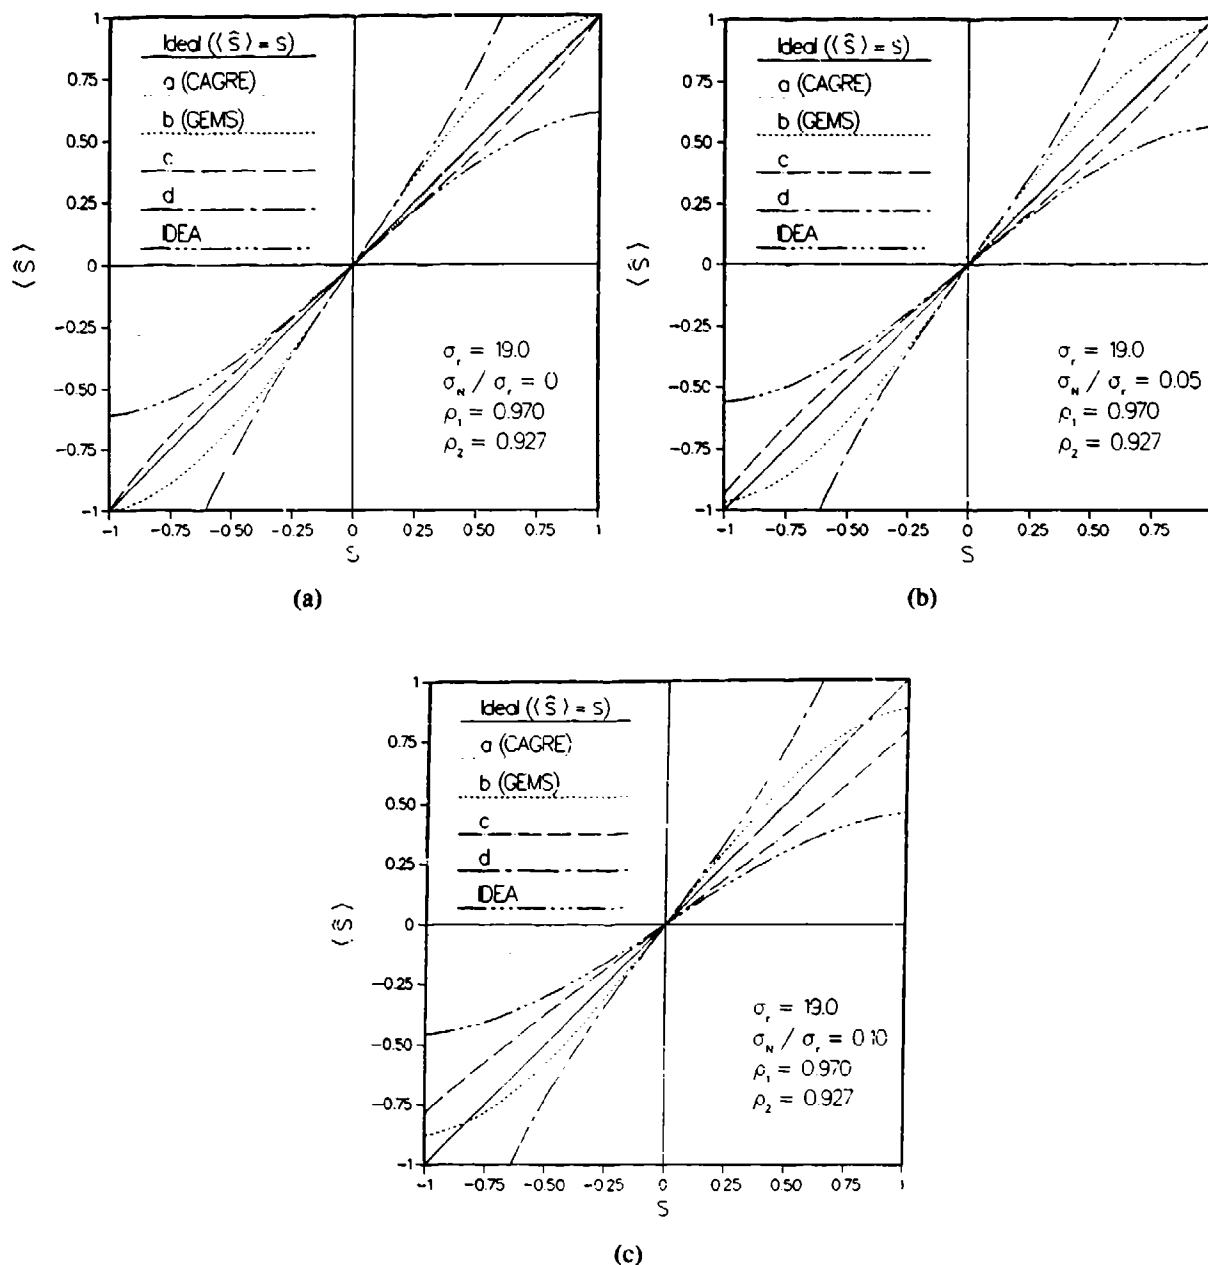 1
0.75
0.50
0.25
0
−0.25
−0.50
−0.75
−1
⟨ŝ⟩
Ideal (⟨ŝ⟩ = s)
a (CAGRE)
b (GEMS)
c
d
IDEA
σr = 19.0
σN / σr = 0
ρ1 = 0.970
ρ2 = 0.927
−1 −0.75 −0.50 −0.25 0 0.25 0.50 0.75 1
S
(a)
1
0.75
0.50
0.25
0
−0.25
−0.50
−0.75
−1
⟨ŝ⟩
Ideal (⟨ŝ⟩ = s)
a (CAGRE)
b (GEMS)
c
d
IDEA
σr = 19.0
σN / σr = 0.05
ρ1 = 0.970
ρ2 = 0.927
−1 −0.75 −0.50 −0.25 0 0.25 0.50 0.75
S
(b)
1
0.75
0.50
0.25
0
−0.25
−0.50
−0.75
−1
⟨ŝ⟩
Ideal (⟨ŝ⟩ = s)
a (CAGRE)
b (GEMS)
c
d
IDEA
σr = 19.0
σN / σr = 0.10
ρ1 = 0.970
ρ2 = 0.927
−1 −0.75 −0.50 −0.25 0 0.25 0.50 0.75 1
S
(c)